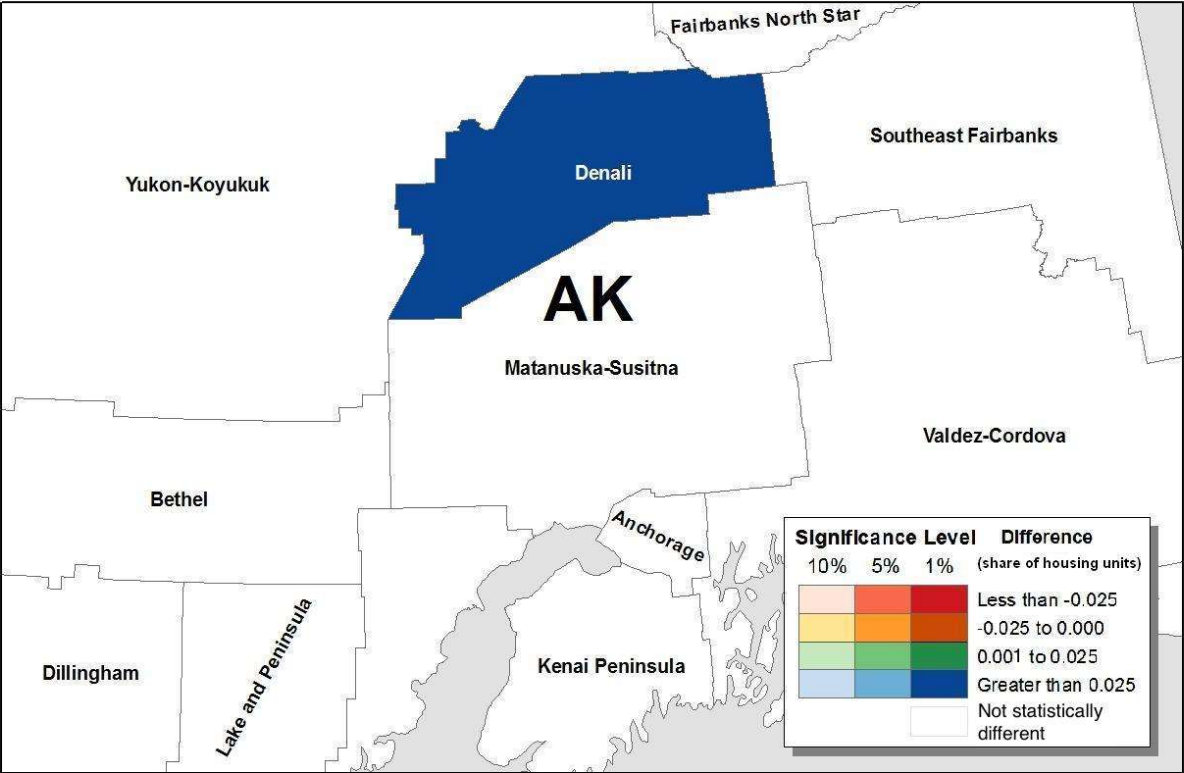 Fairbanks North Star
Southeast Fairbanks
Denali
Yukon-Koyukuk
AK
Matanuska-Susitna
Valdez-Cordova
Bethel
Anchorage
Lake and Peninsula
Kenai Peninsula
Dillingham
Significance Level Difference
10% 5% 1% (share of housing units)
Less than -0.025
-0.025 to 0.000
0.001 to 0.025
Greater than 0.025
Not statistically
different